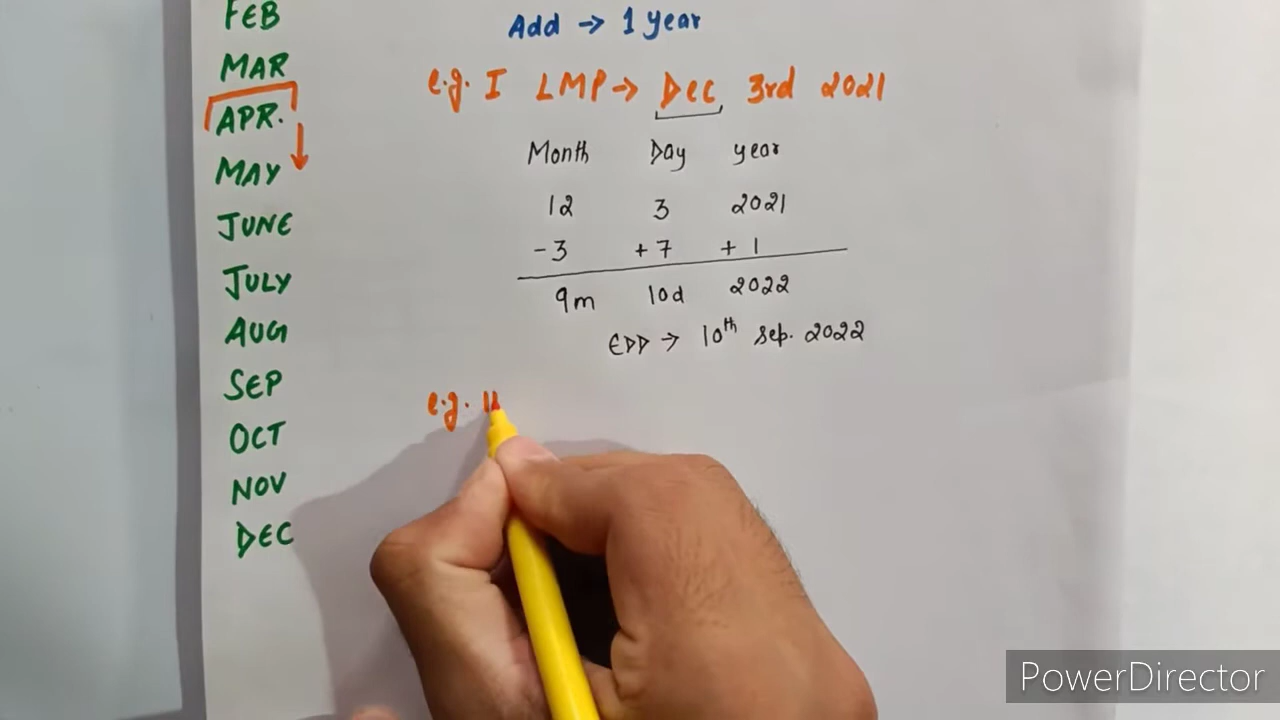 FEB
MAR
APR.
MAY
JUNE
JULY
AUG
SEP
OCT
NOV
DEC
Add → 1 year
e.g. I LMP → Dec 3rd 2021
Month Day year
12 3 2021
-3 +7 +1
9m 10d 2022
EDD → 10th Sep. 2022
e.g. II
PowerDirector